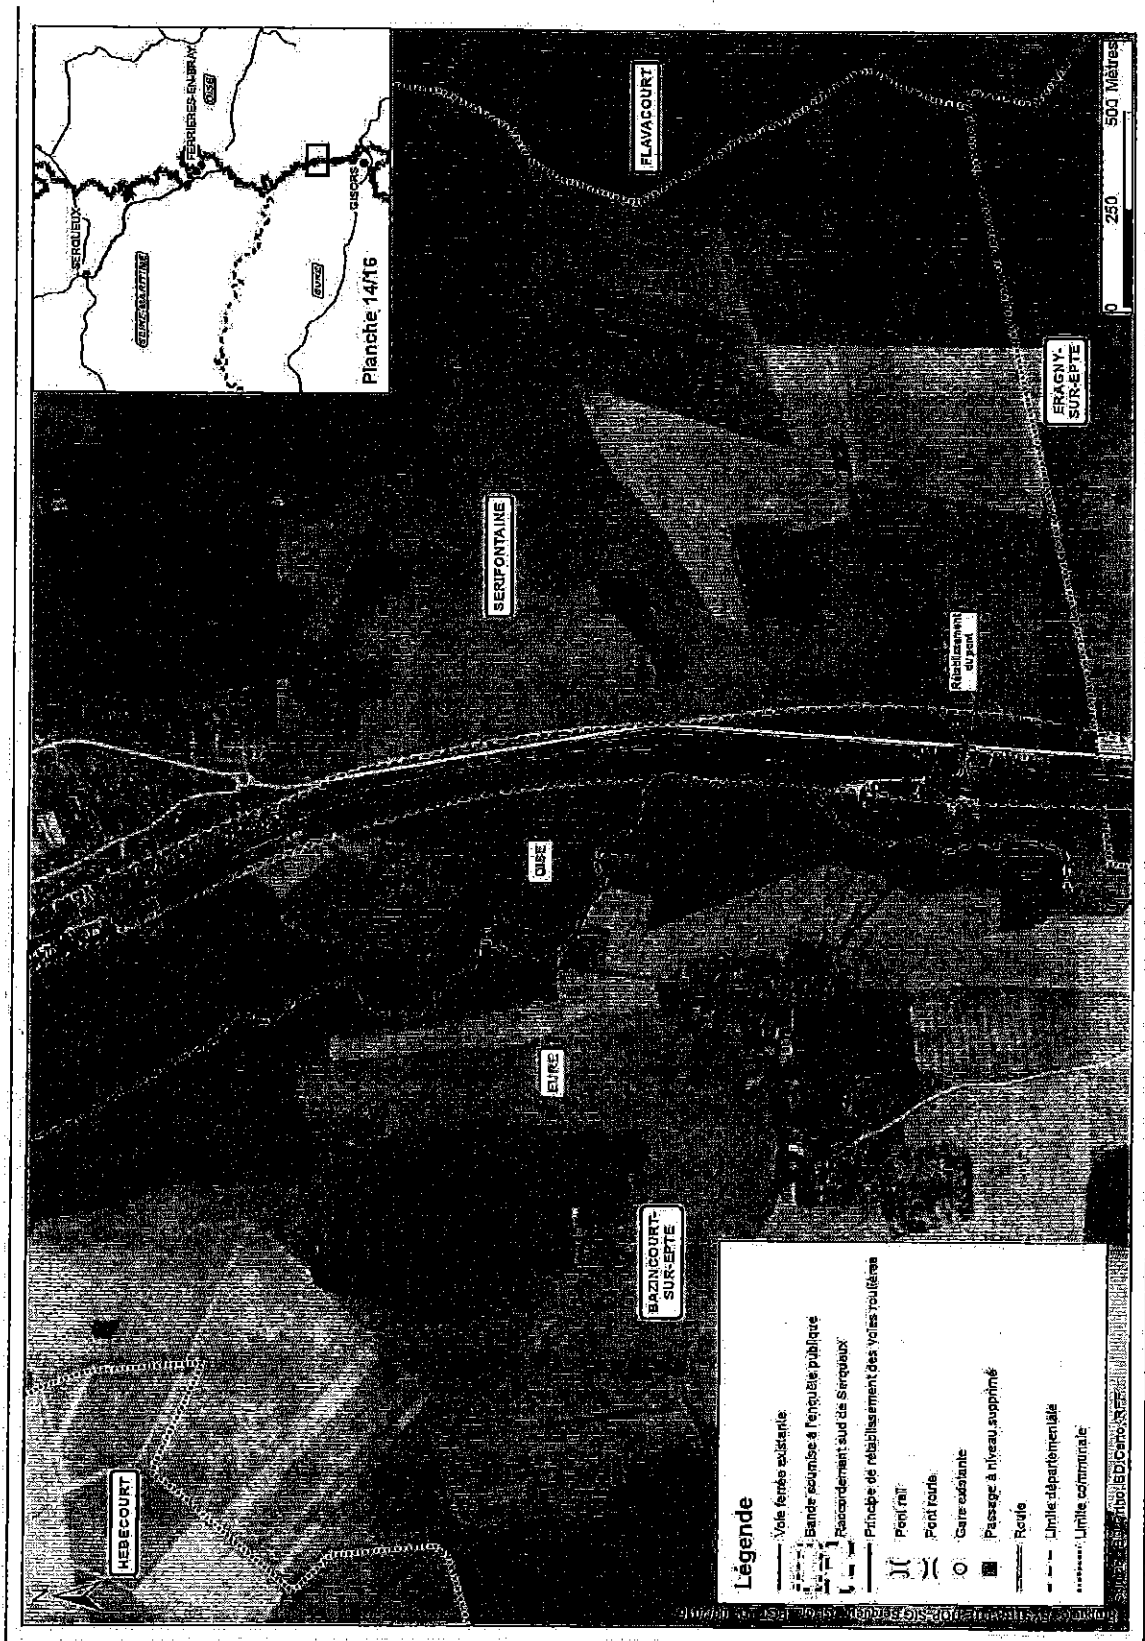 SERQUEUX
FERRIERES-EN-BRAY
OISE
SEINE-MARITIME
EURE
GISORS
Planche 14/16
HEBECOURT
FLAVACOURT
SERIFONTAINE
OISE
EURE
BAZINCOURT-
SUR-EPTE
Rétablissement
du pont
ERAGNY-
SUR-EPTE
0 250 500 Mètres
N
Légende
Voie ferrée existante
Bande soumise à l'enquête publique
Raccordement sud de Serqueux
Principe de rétablissement des voies routières
Pont rail
Pont route
Gare existante
Passage à niveau supprimé
Route
Limite départementale
Limite communale